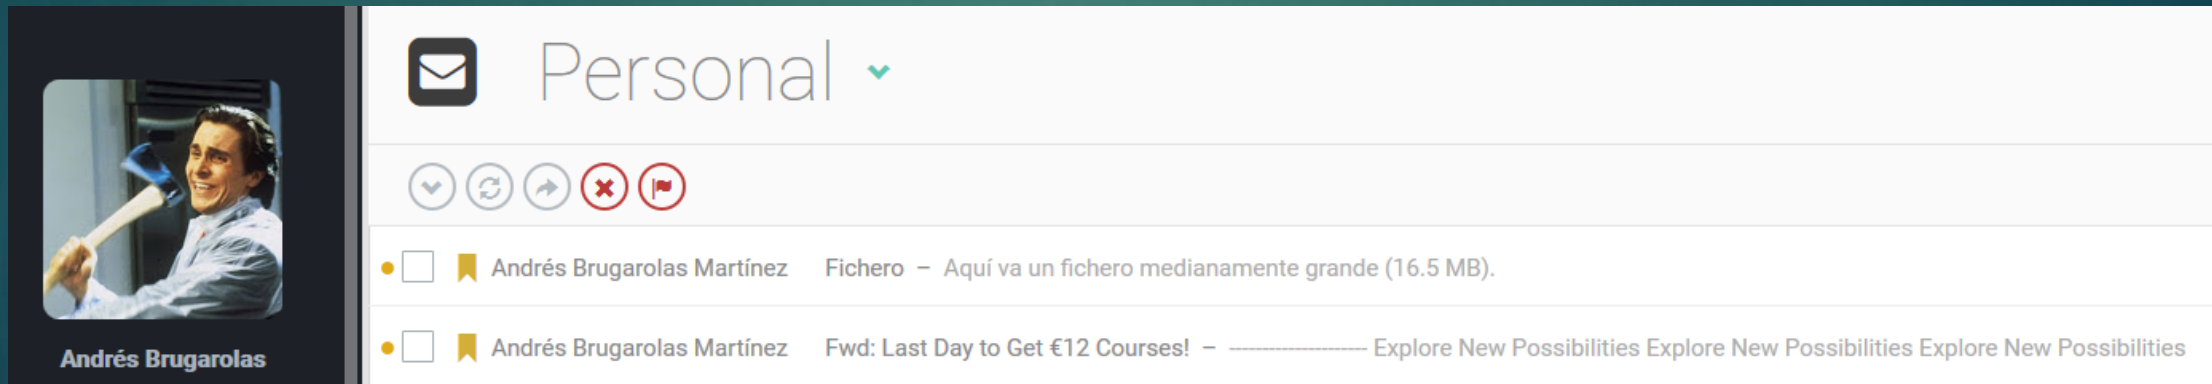 Personal
Andrés Brugarolas Martínez Fichero – Aquí va un fichero medianamente grande (16.5 MB).
Andrés Brugarolas Martínez Fwd: Last Day to Get €12 Courses! – -------------------- Explore New Possibilities Explore New Possibilities Explore New Possibilities
Andrés Brugarolas